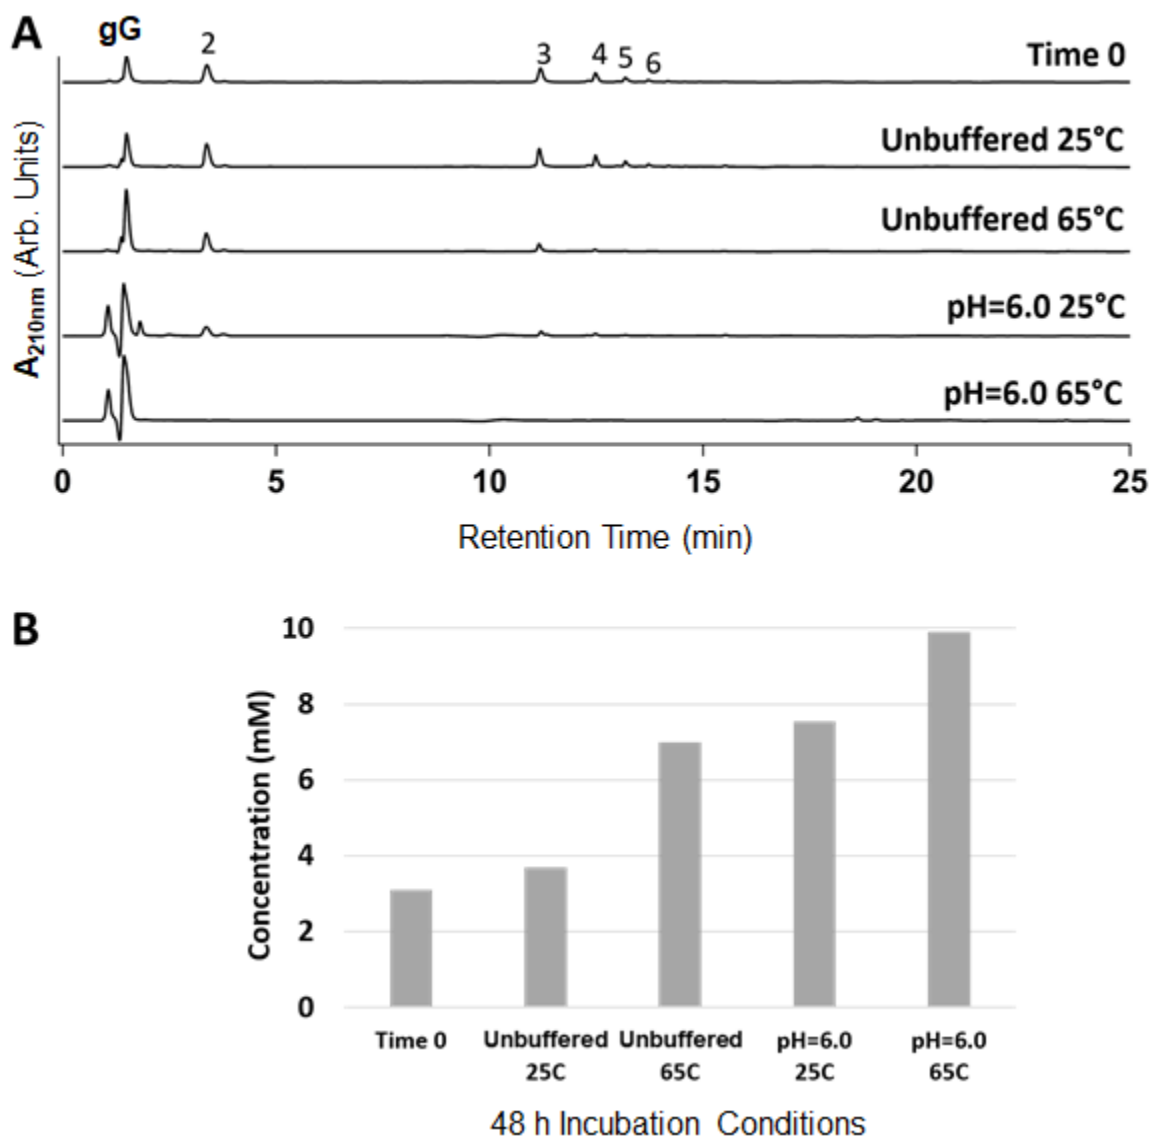 A
gG
2
3
4
5
6
Time 0
Unbuffered 25°C
Unbuffered 65°C
pH=6.0 25°C
pH=6.0 65°C
A210nm (Arb. Units)
0 5 10 15 20 25
Retention Time (min)
B
Concentration (mM)
10
8
6
4
2
0
Time 0
Unbuffered
25C
Unbuffered
65C
pH=6.0
25C
pH=6.0
65C
48 h Incubation Conditions